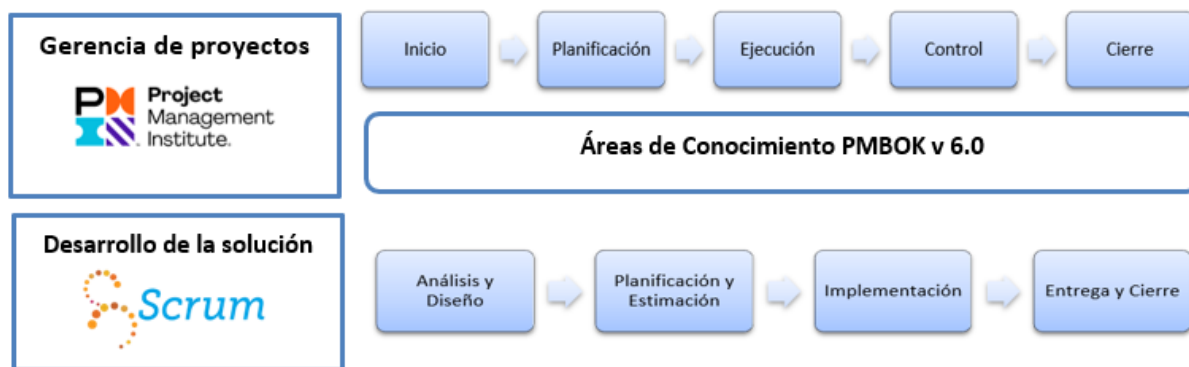 Gerencia de proyectos
Project
Management
Institute.
Inicio
Planificación
Ejecución
Control
Cierre
Áreas de Conocimiento PMBOK v 6.0
Desarrollo de la solución
Scrum
Análisis y
Diseño
Planificación y
Estimación
Implementación
Entrega y Cierre